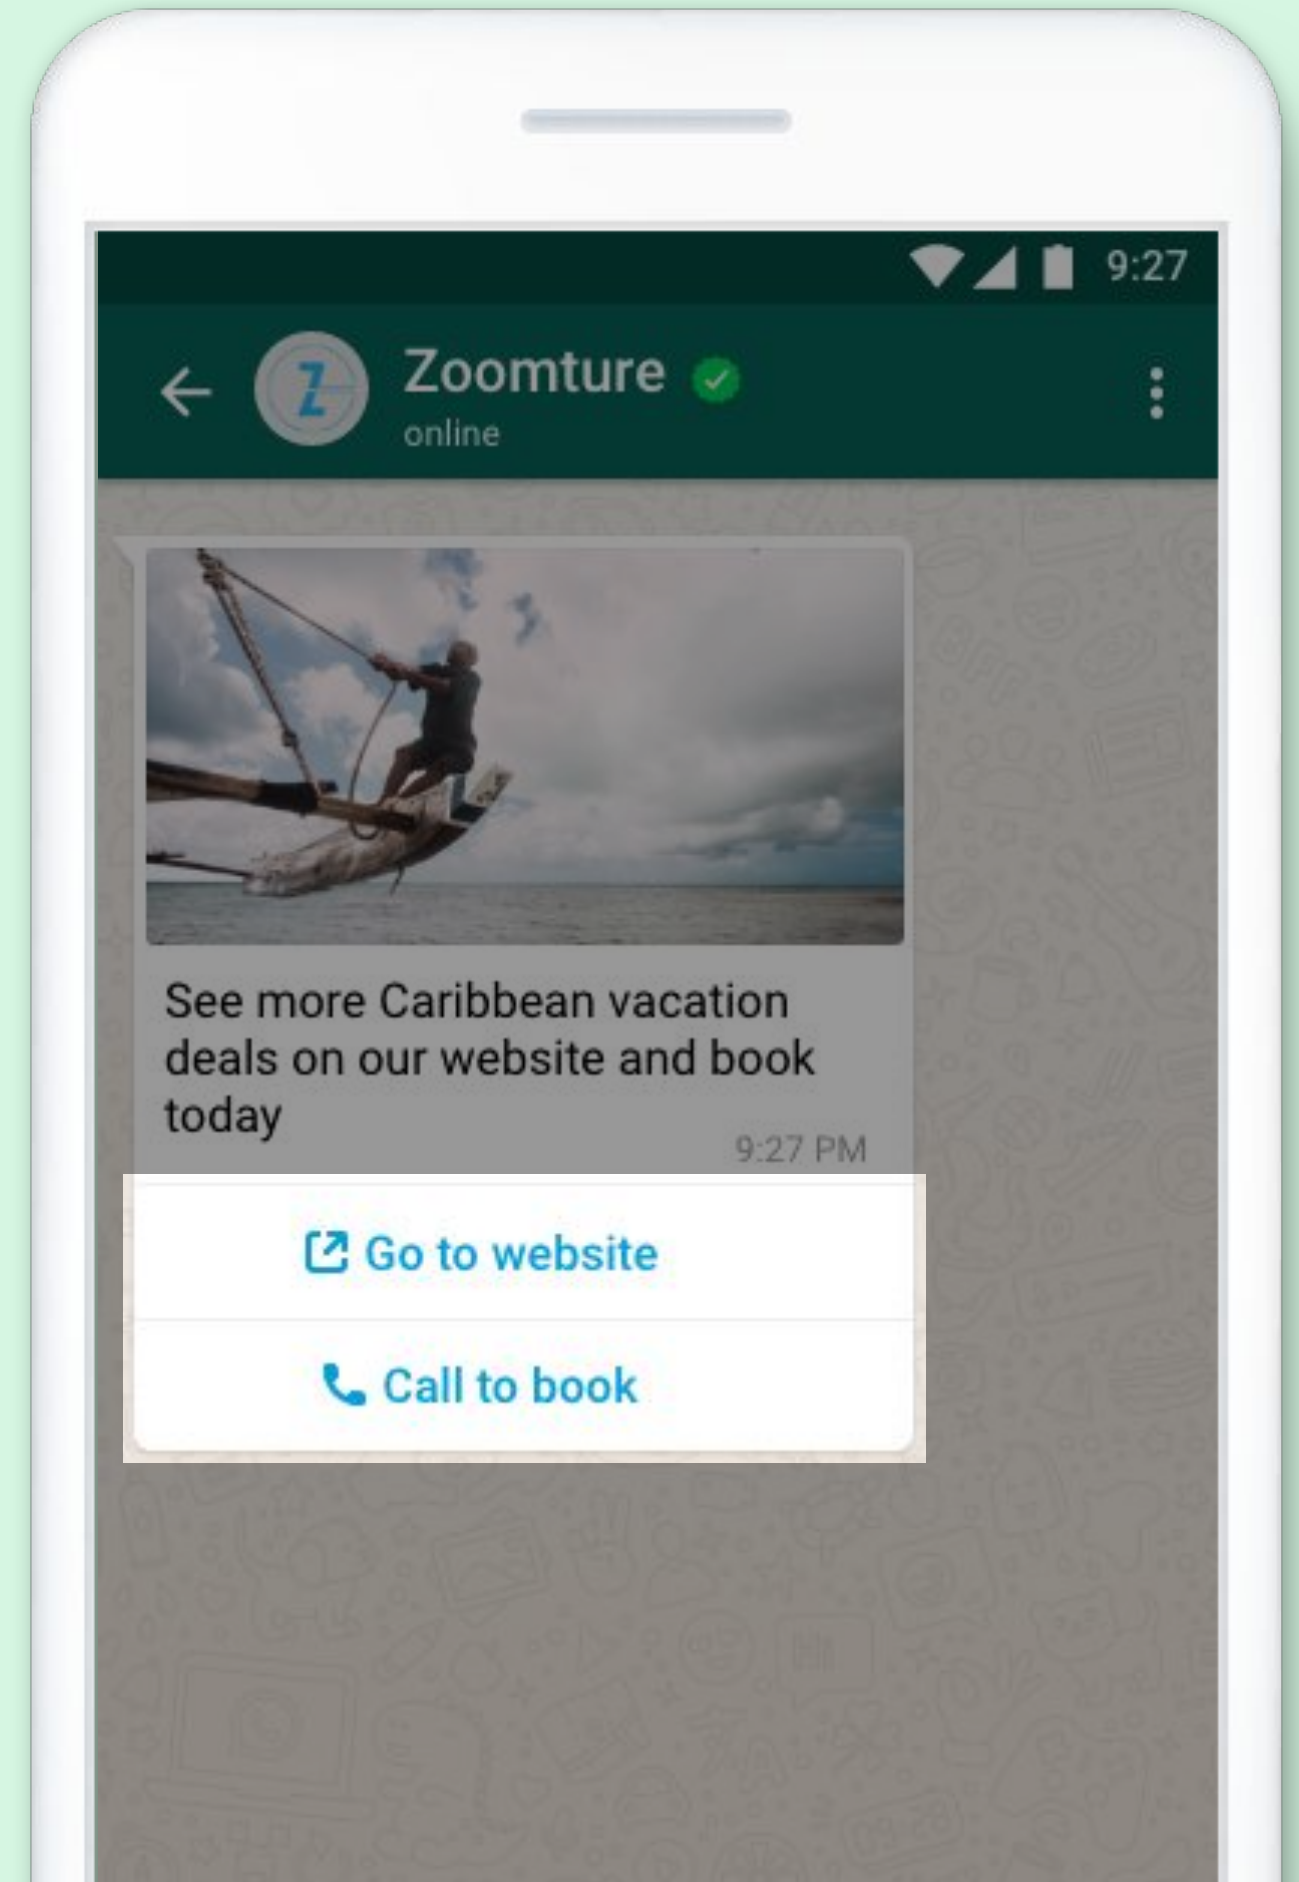 9:27
Z
Zoomture
online
See more Caribbean vacation
deals on our website and book
today
9:27 PM
Go to website
Call to book